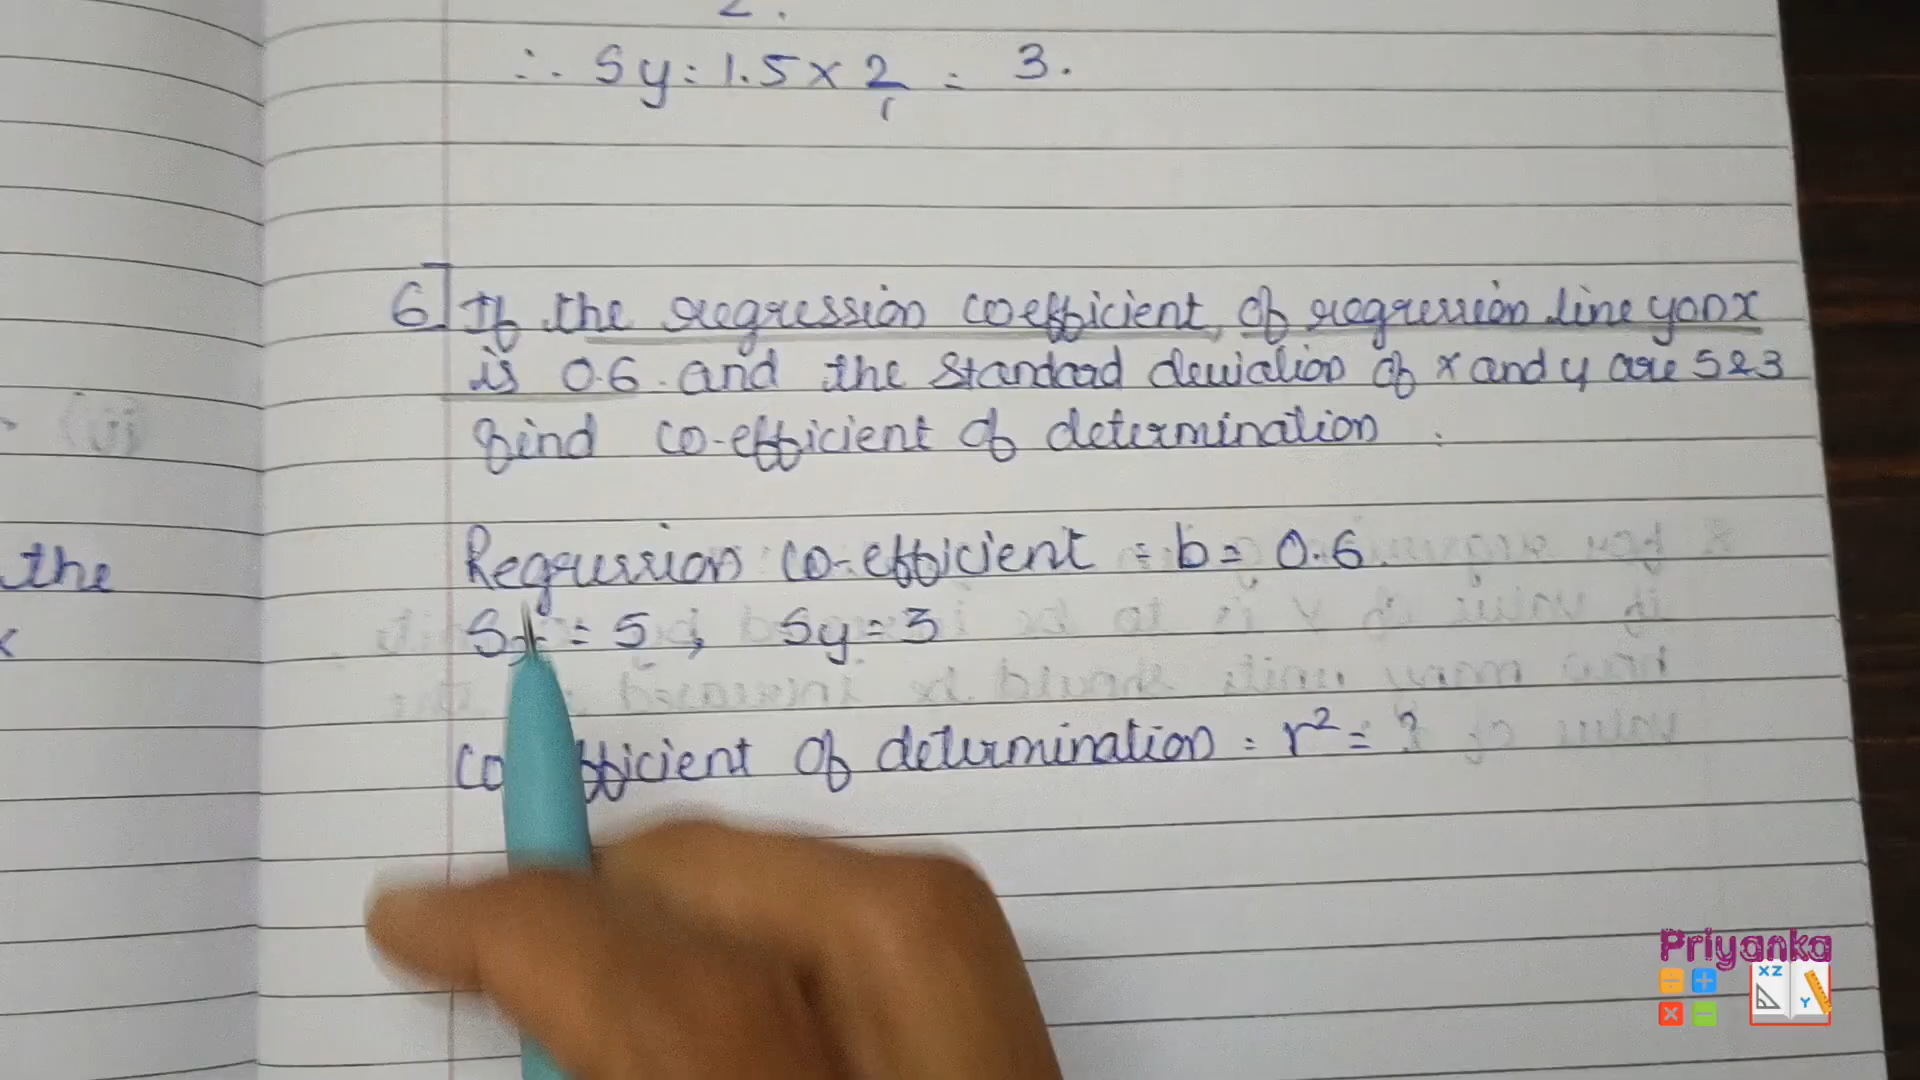 ∴ Sy = 1.5 × 2/1 = 3.
6] If the regression coefficient, of regression line y on x
is 0.6. and the standard deviation of x and y are 5 & 3
find co-efficient of determination.
the
Regression co-efficient = b = 0.6.
Sx = 5, Sy = 3
coefficient of determination = r² = ?
Priyanka
XZ
Y